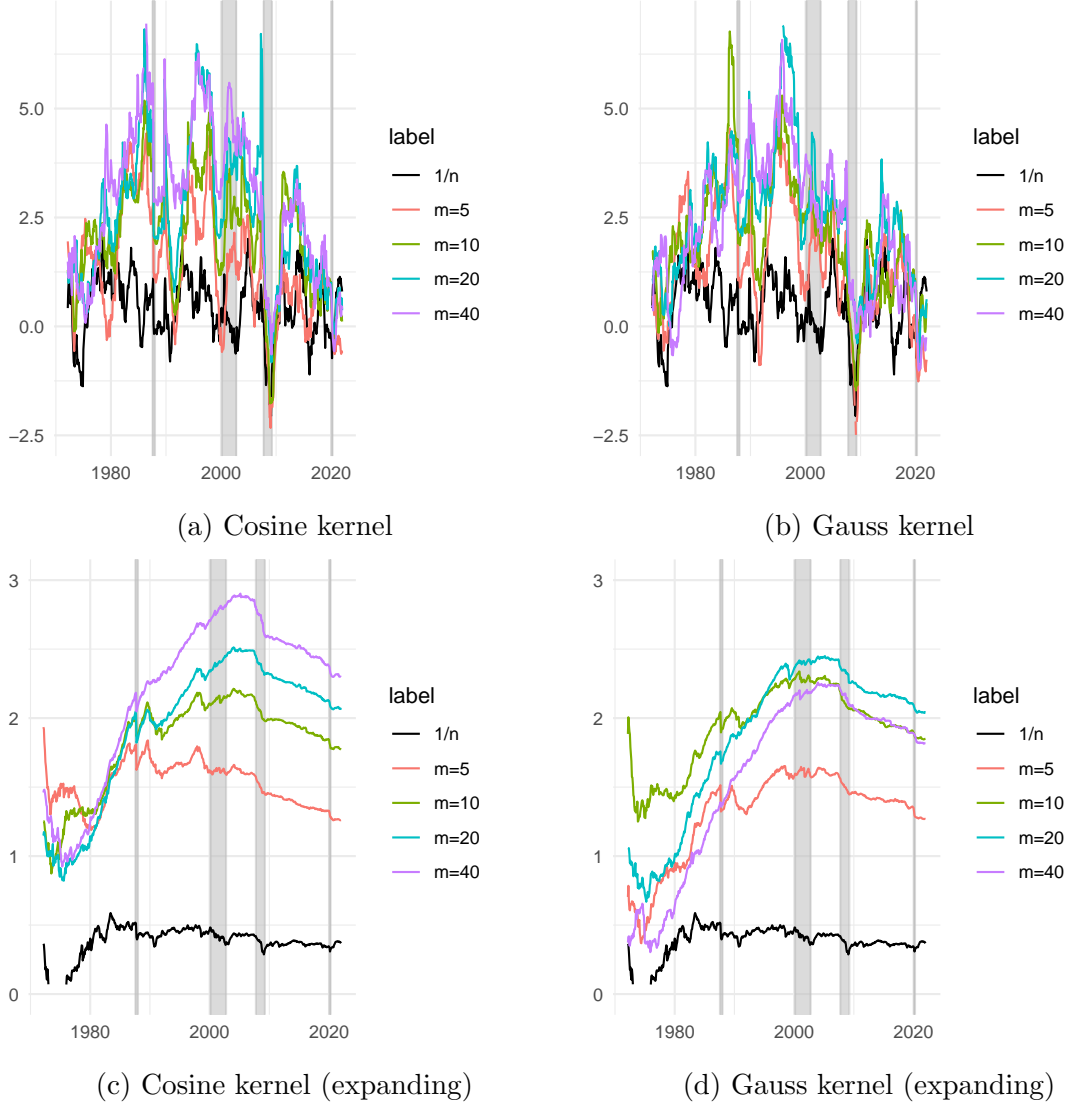 5.0
2.5
0.0
−2.5
1980
2000
2020
label
1/n
m=5
m=10
m=20
m=40
(a) Cosine kernel
5.0
2.5
0.0
−2.5
1980
2000
2020
label
1/n
m=5
m=10
m=20
m=40
(b) Gauss kernel
3
2
1
0
1980
2000
2020
label
1/n
m=5
m=10
m=20
m=40
(c) Cosine kernel (expanding)
3
2
1
0
1980
2000
2020
label
1/n
m=5
m=10
m=20
m=40
(d) Gauss kernel (expanding)